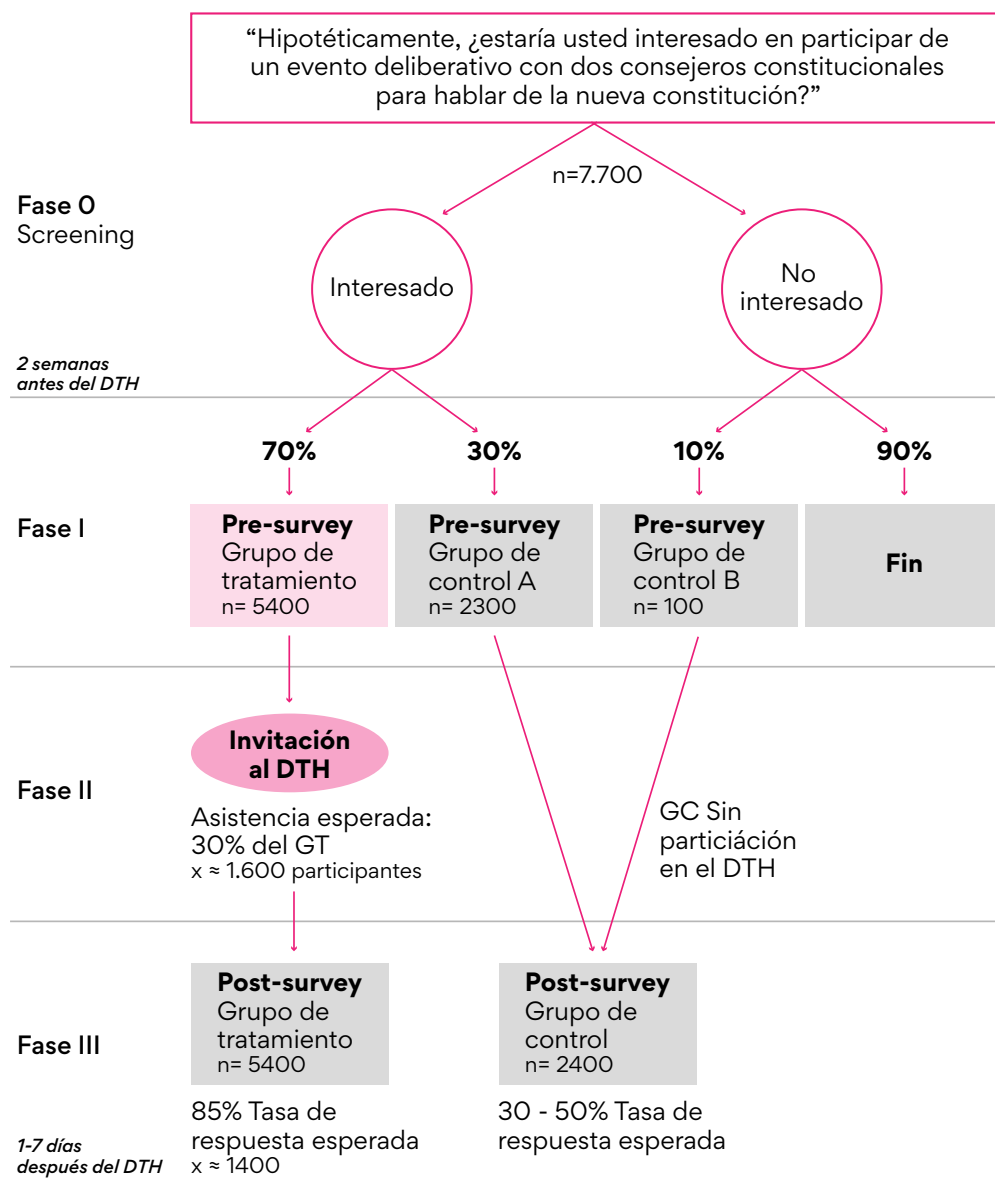 “Hipotéticamente, ¿estaría usted interesado en participar de
un evento deliberativo con dos consejeros constitucionales
para hablar de la nueva constitución?”
n=7.700
Fase 0
Screening
Interesado
No
interesado
2 semanas
antes del DTH
70%
30%
10%
90%
Fase I
Pre-survey
Grupo de
tratamiento
n= 5400
Pre-survey
Grupo de
control A
n= 2300
Pre-survey
Grupo de
control B
n= 100
Fin
Fase II
Invitación
al DTH
Asistencia esperada:
30% del GT
x ≈ 1.600 participantes
GC Sin
particiáción
en el DTH
Fase III
Post-survey
Grupo de
tratamiento
n= 5400
Post-survey
Grupo de
control
n= 2400
1-7 días
después del DTH
85% Tasa de
respuesta esperada
x ≈ 1400
30 - 50% Tasa de
respuesta esperada